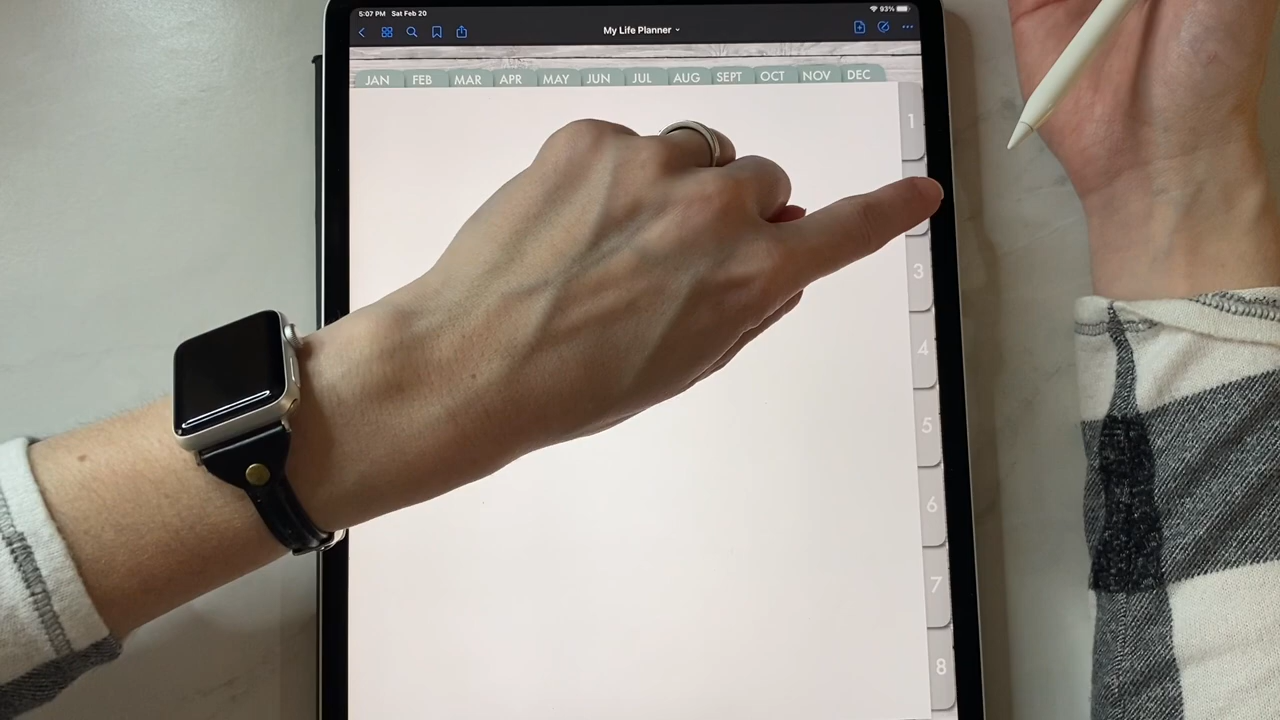 5:07 PM Sat Feb 20 93%
My Life Planner
JAN FEB MAR APR MAY JUN JUL AUG SEPT OCT NOV DEC
1
3
4
5
6
7
8